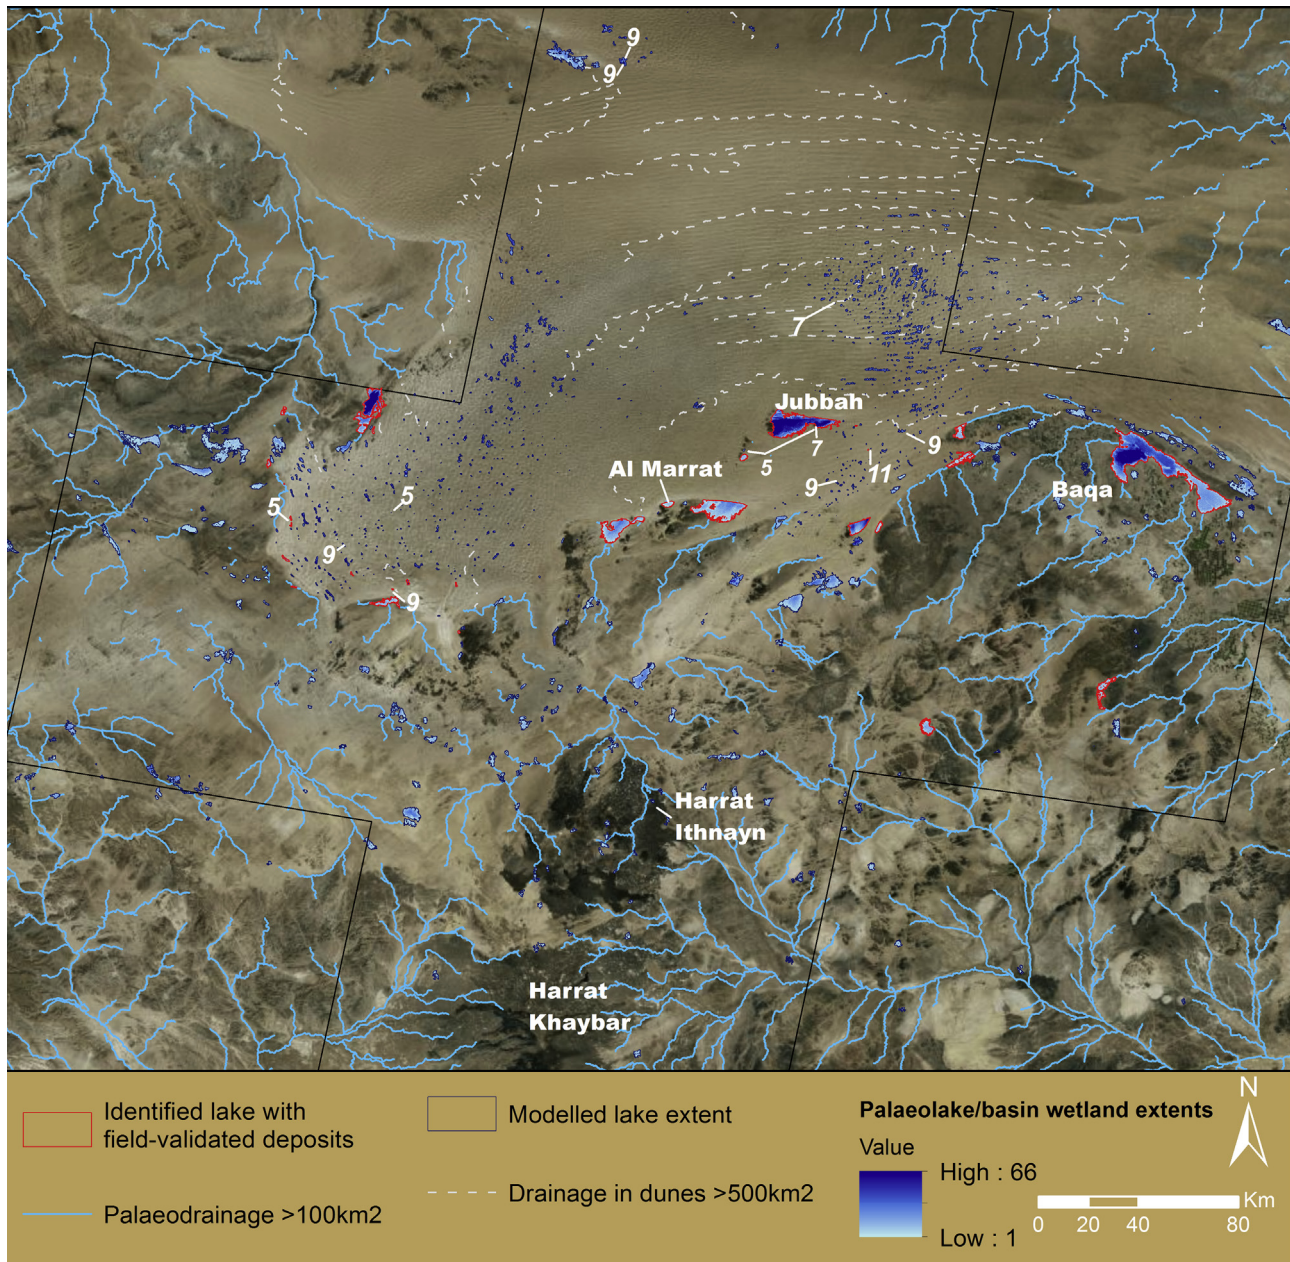 9
9
7
Jubbah
9
7
5
Al Marrat
11
9
Baqa
5
5
9
9
Harrat
Ithnayn
Harrat
Khaybar
Identified lake with
field-validated deposits
Palaeodrainage >100km2
Modelled lake extent
Drainage in dunes >500km2
Palaeolake/basin wetland extents
Value
High : 66
Low : 1
N
Km
0 20 40 80